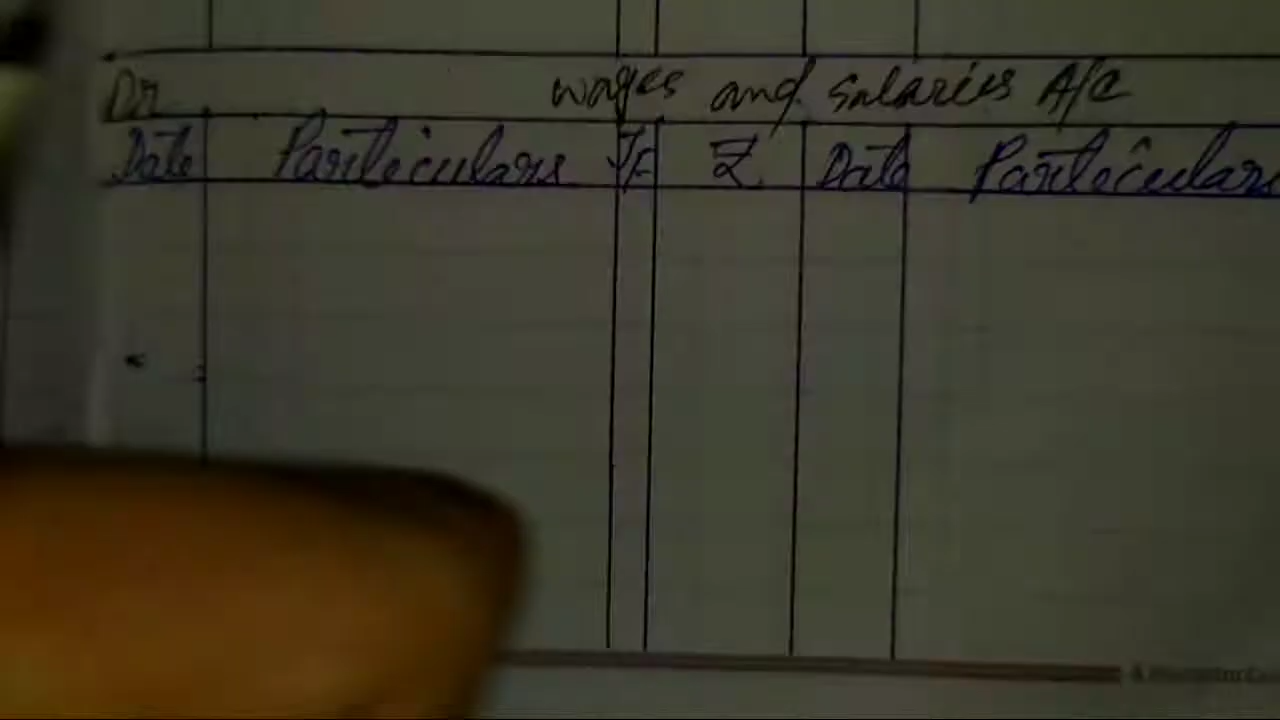 Dr wages and salaries A/c
Date Particulars J.F. ₹ Date Particulars